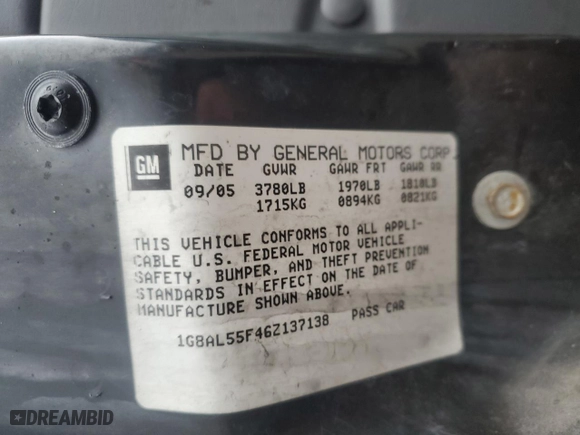 GM MFD BY GENERAL MOTORS CORP
DATE GVWR GAWR FRT GAWR RR
09/05 3780LB 1970LB 1810LB
1715KG 0894KG 0821KG
THIS VEHICLE CONFORMS TO ALL APPLI-
CABLE U.S. FEDERAL MOTOR VEHICLE
SAFETY, BUMPER, AND THEFT PREVENTION
STANDARDS IN EFFECT ON THE DATE OF
MANUFACTURE SHOWN ABOVE.
1G8AL55F46Z137138 PASS CAR
DREAMBID